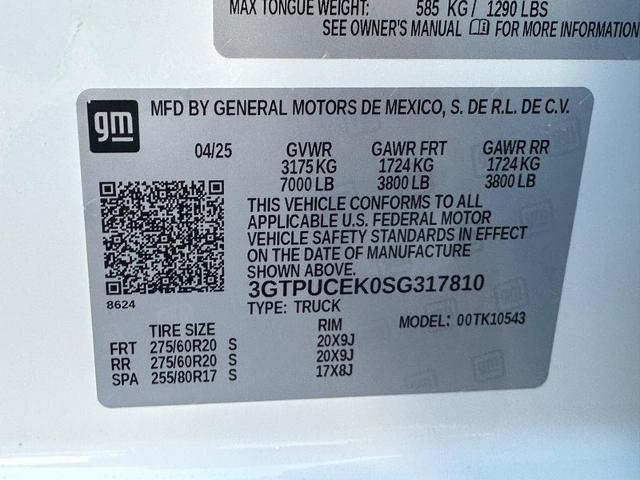 MAX TONGUE WEIGHT: 585 KG / 1290 LBS
SEE OWNER'S MANUAL FOR MORE INFORMATION
gm
MFD BY GENERAL MOTORS DE MEXICO, S. DE R.L. DE C.V.
04/25 GVWR GAWR FRT GAWR RR
3175 KG 1724 KG 1724 KG
7000 LB 3800 LB 3800 LB
THIS VEHICLE CONFORMS TO ALL
APPLICABLE U.S. FEDERAL MOTOR
VEHICLE SAFETY STANDARDS IN EFFECT
ON THE DATE OF MANUFACTURE
SHOWN ABOVE.
3GTPUCEK0SG317810
8624
TYPE: TRUCK
MODEL: 00TK10543
TIRE SIZE RIM
FRT 275/60R20 S 20X9J
RR 275/60R20 S 20X9J
SPA 255/80R17 S 17X8J